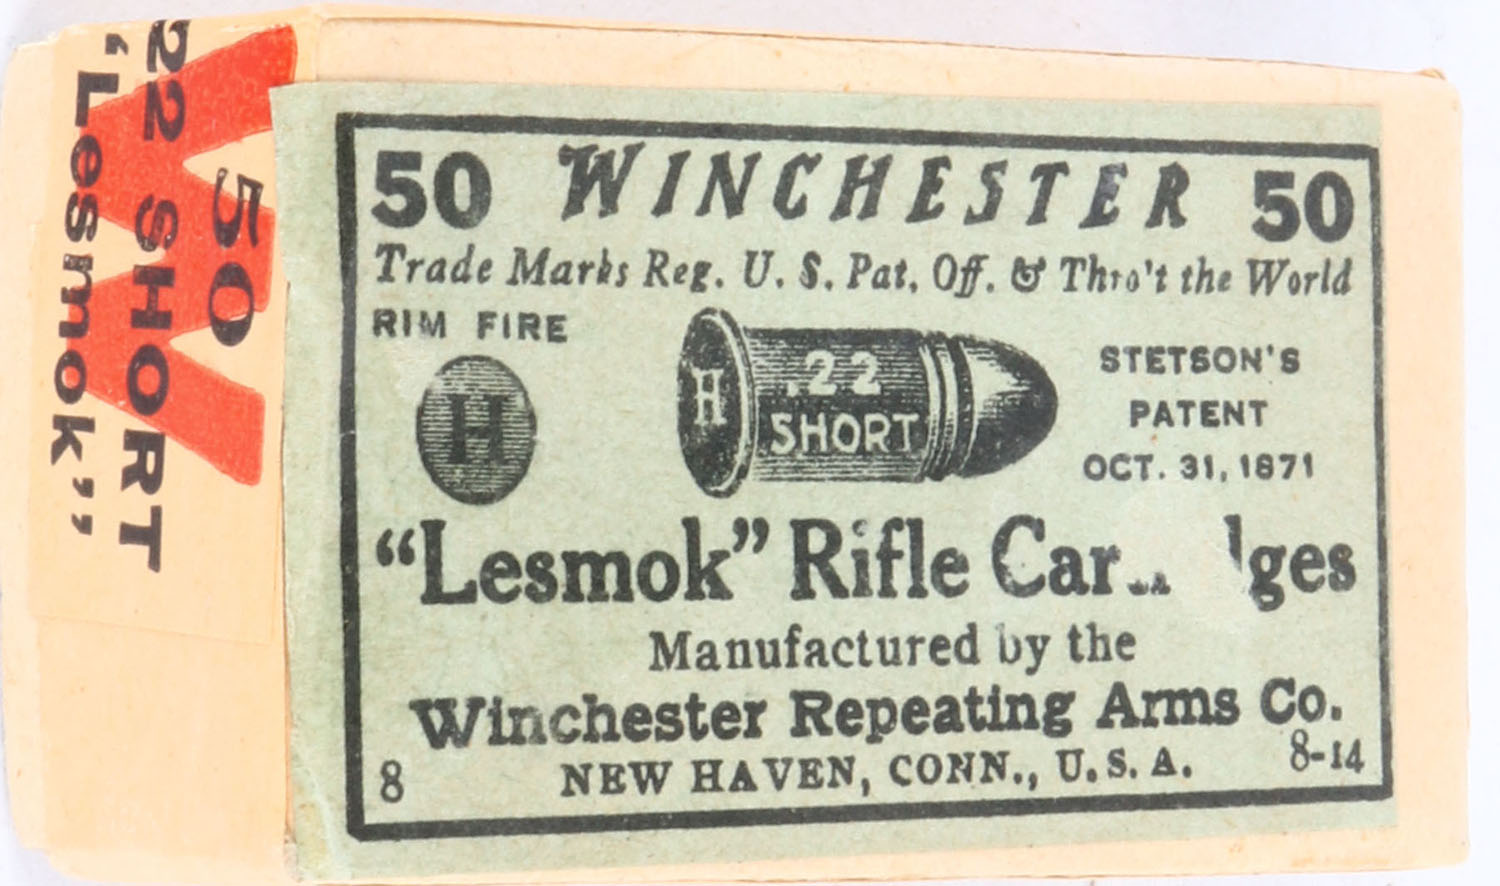 50 WINCHESTER 50
Trade Marks Reg. U. S. Pat. Off. & Thro't the World
RIM FIRE
H
H
.22
SHORT
STETSON'S
PATENT
OCT. 31, 1871
"Lesmok" Rifle
Manufactured by the
Winchester Repeating Arms Co.
8 NEW HAVEN, CONN., U. S. A. 8-14
W
50
22 SHORT
"Lesmok"